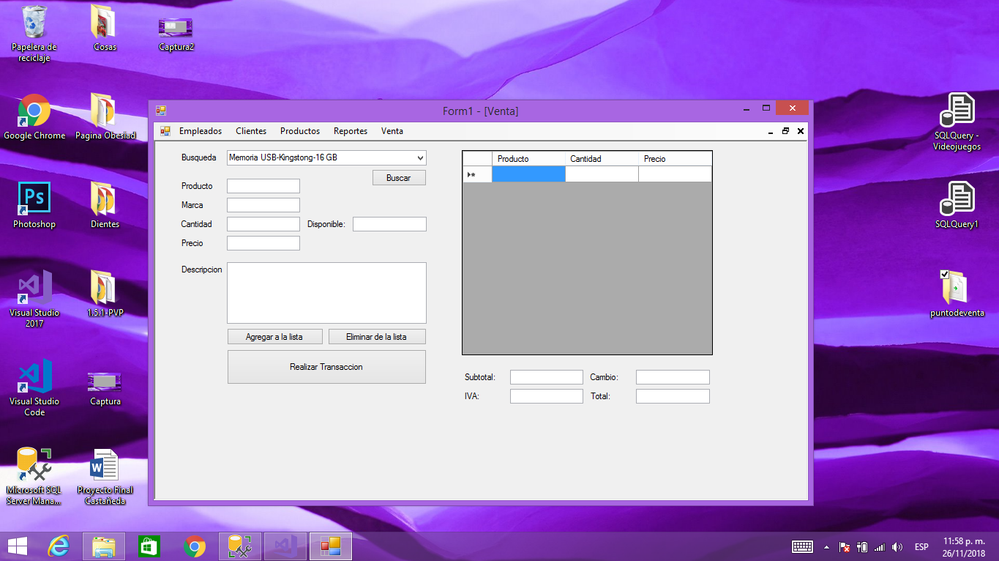 Papelera de
reciclaje
Cosas
Captura2
Google Chrome
Pagina Obesiad
Photoshop
Dientes
Visual Studio
2017
1.5.1-PVP
Visual Studio
Code
Captura
Microsoft SQL
Server Mana...
Proyecto Final
Castañeda
SQLQuery -
Videojuegos
SQLQuery1
puntodeventa
Form1 - [Venta]
Empleados Clientes Productos Reportes Venta
Busqueda Memoria USB-Kingstong-16 GB
Buscar
Producto
Marca
Cantidad Disponible:
Precio
Descripcion
Agregar a la lista Eliminar de la lista
Realizar Transaccion
Producto Cantidad Precio
Subtotal: Cambio:
IVA: Total:
ESP
11:58 p. m.
26/11/2018